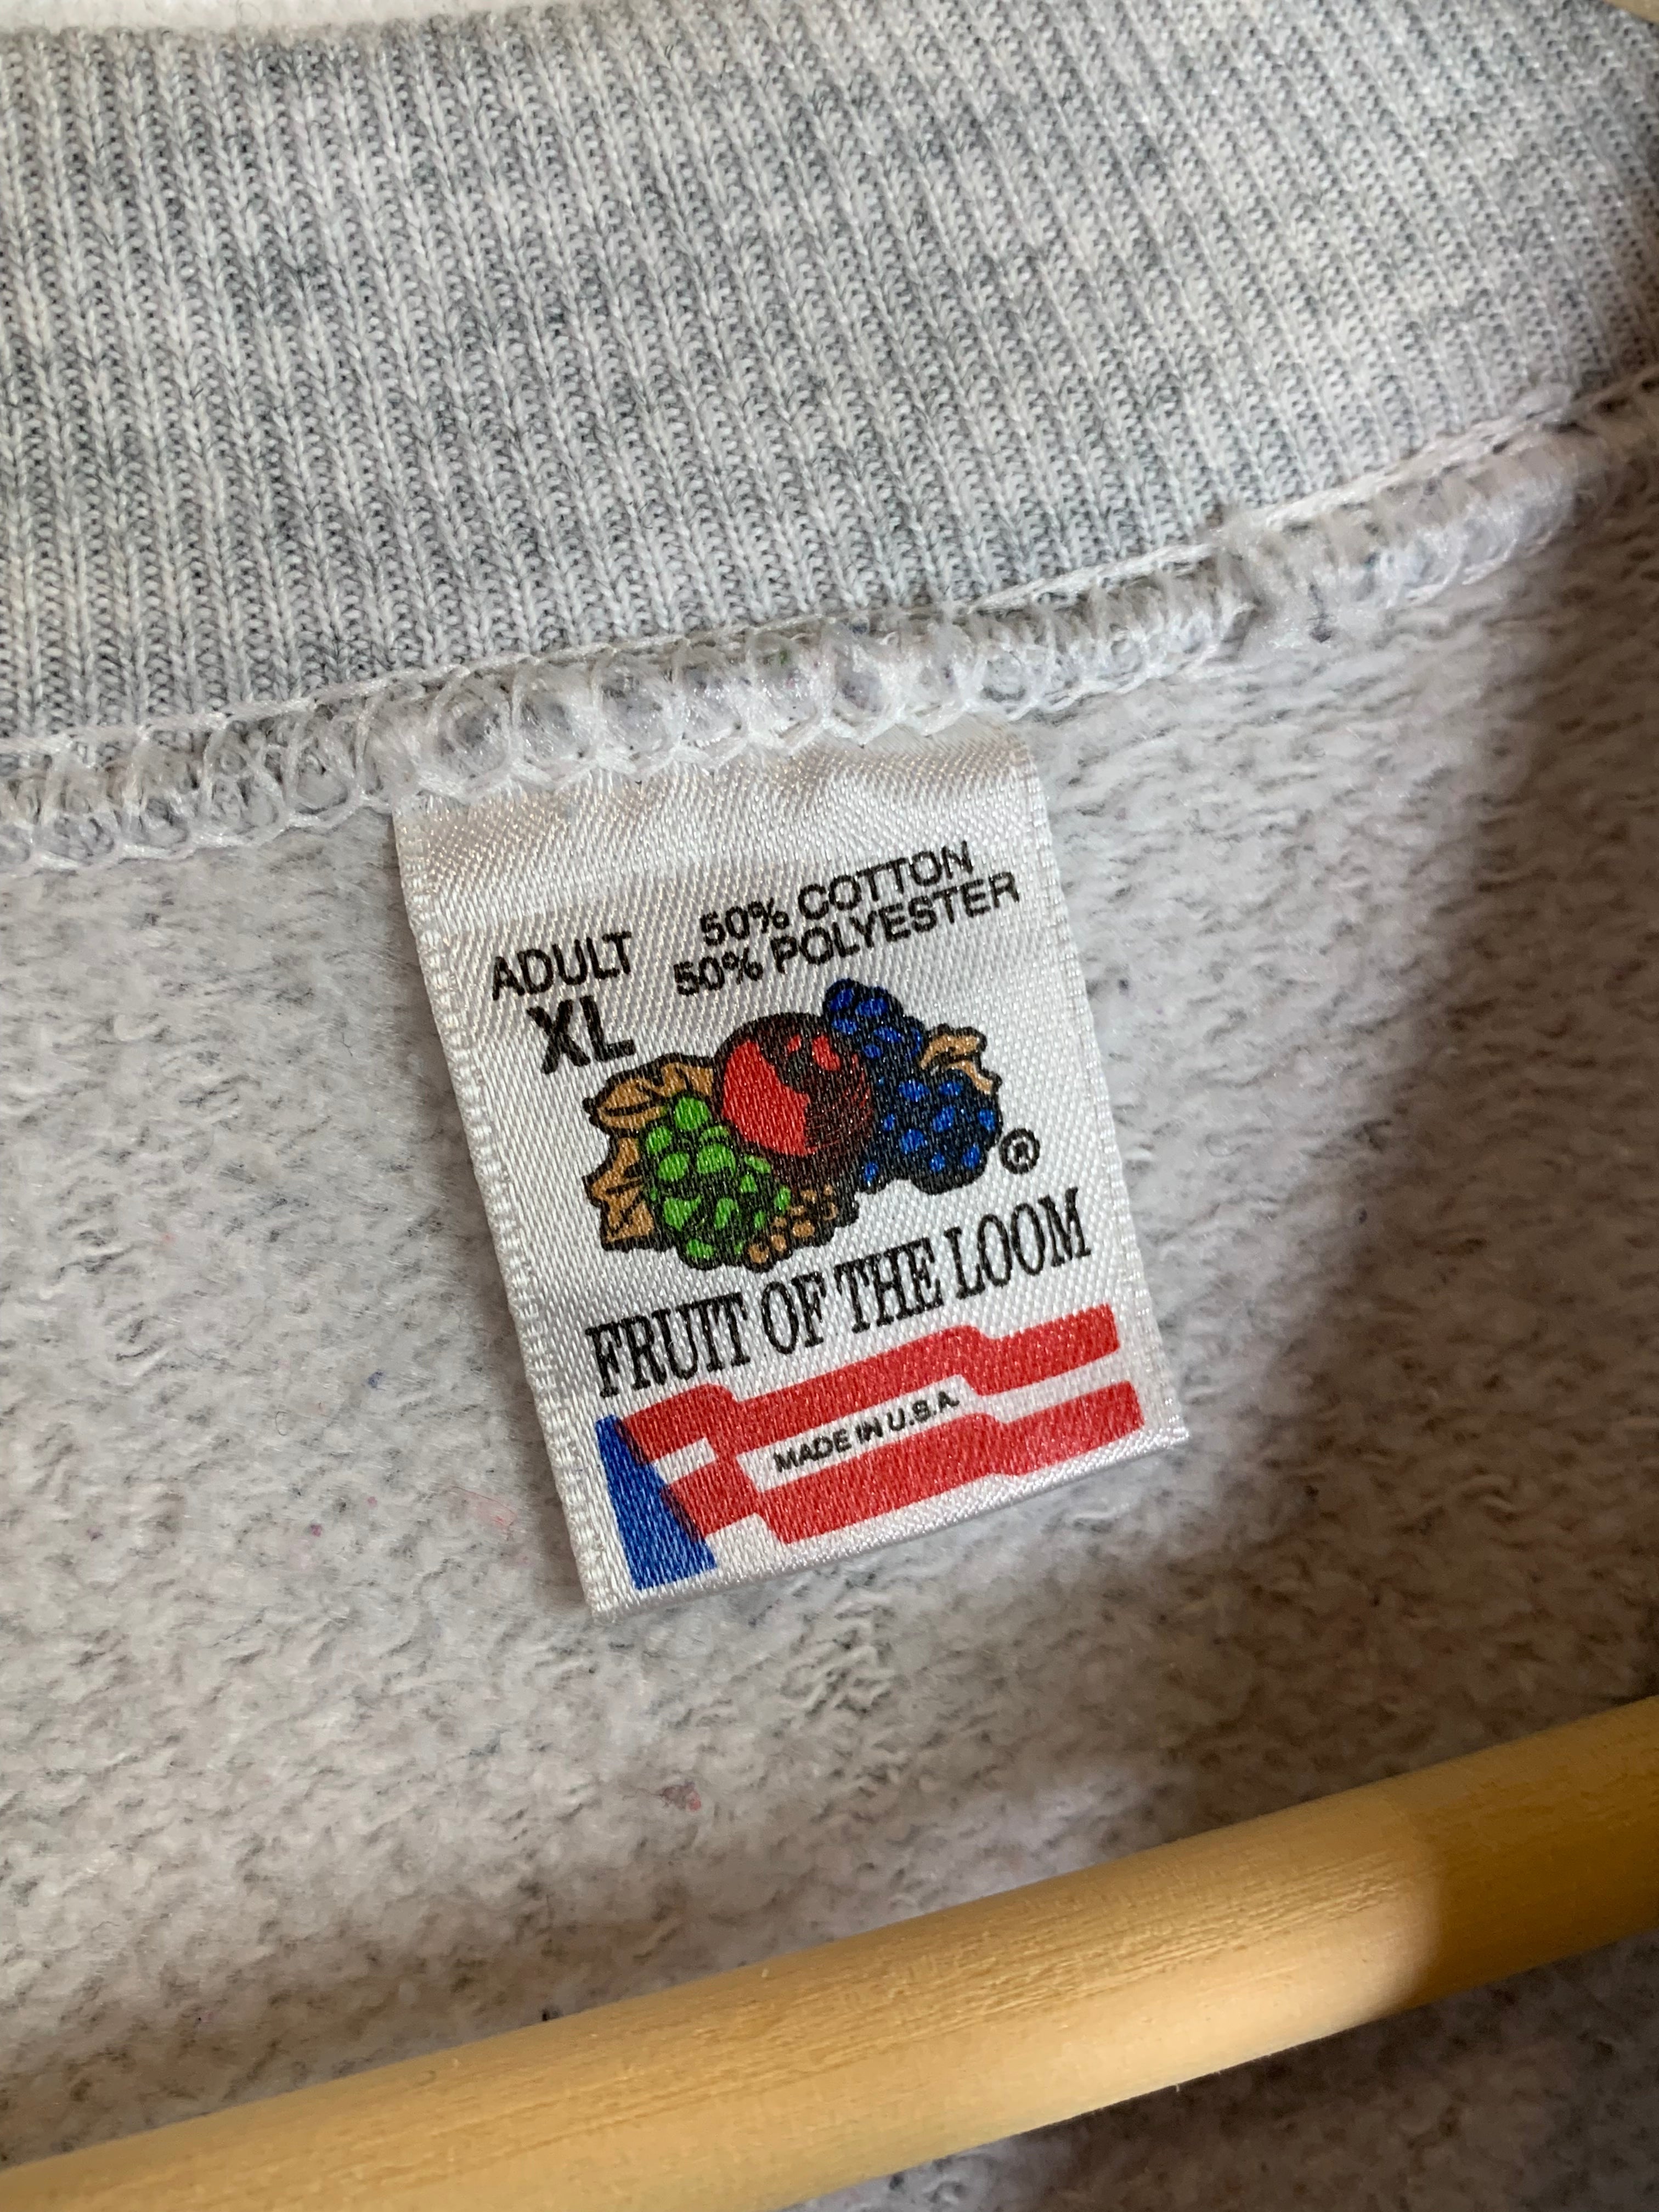 50% COTTON
ADULT 50% POLYESTER
XL
®
FRUIT OF THE LOOM
MADE IN U.S.A.